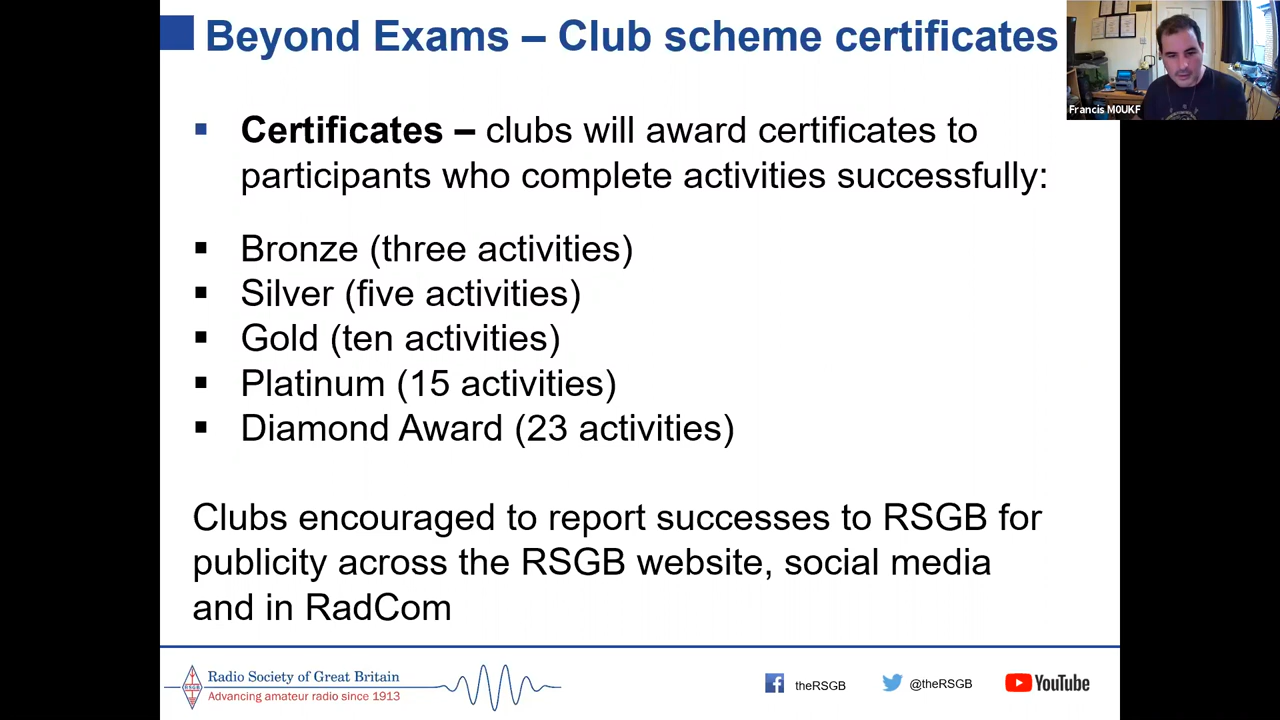 Beyond Exams – Club scheme certificates
Francis M0UKF
Certificates – clubs will award certificates to
participants who complete activities successfully:
Bronze (three activities)
Silver (five activities)
Gold (ten activities)
Platinum (15 activities)
Diamond Award (23 activities)
Clubs encouraged to report successes to RSGB for
publicity across the RSGB website, social media
and in RadCom
RSGB
Radio Society of Great Britain
Advancing amateur radio since 1913
theRSGB
@theRSGB
YouTube